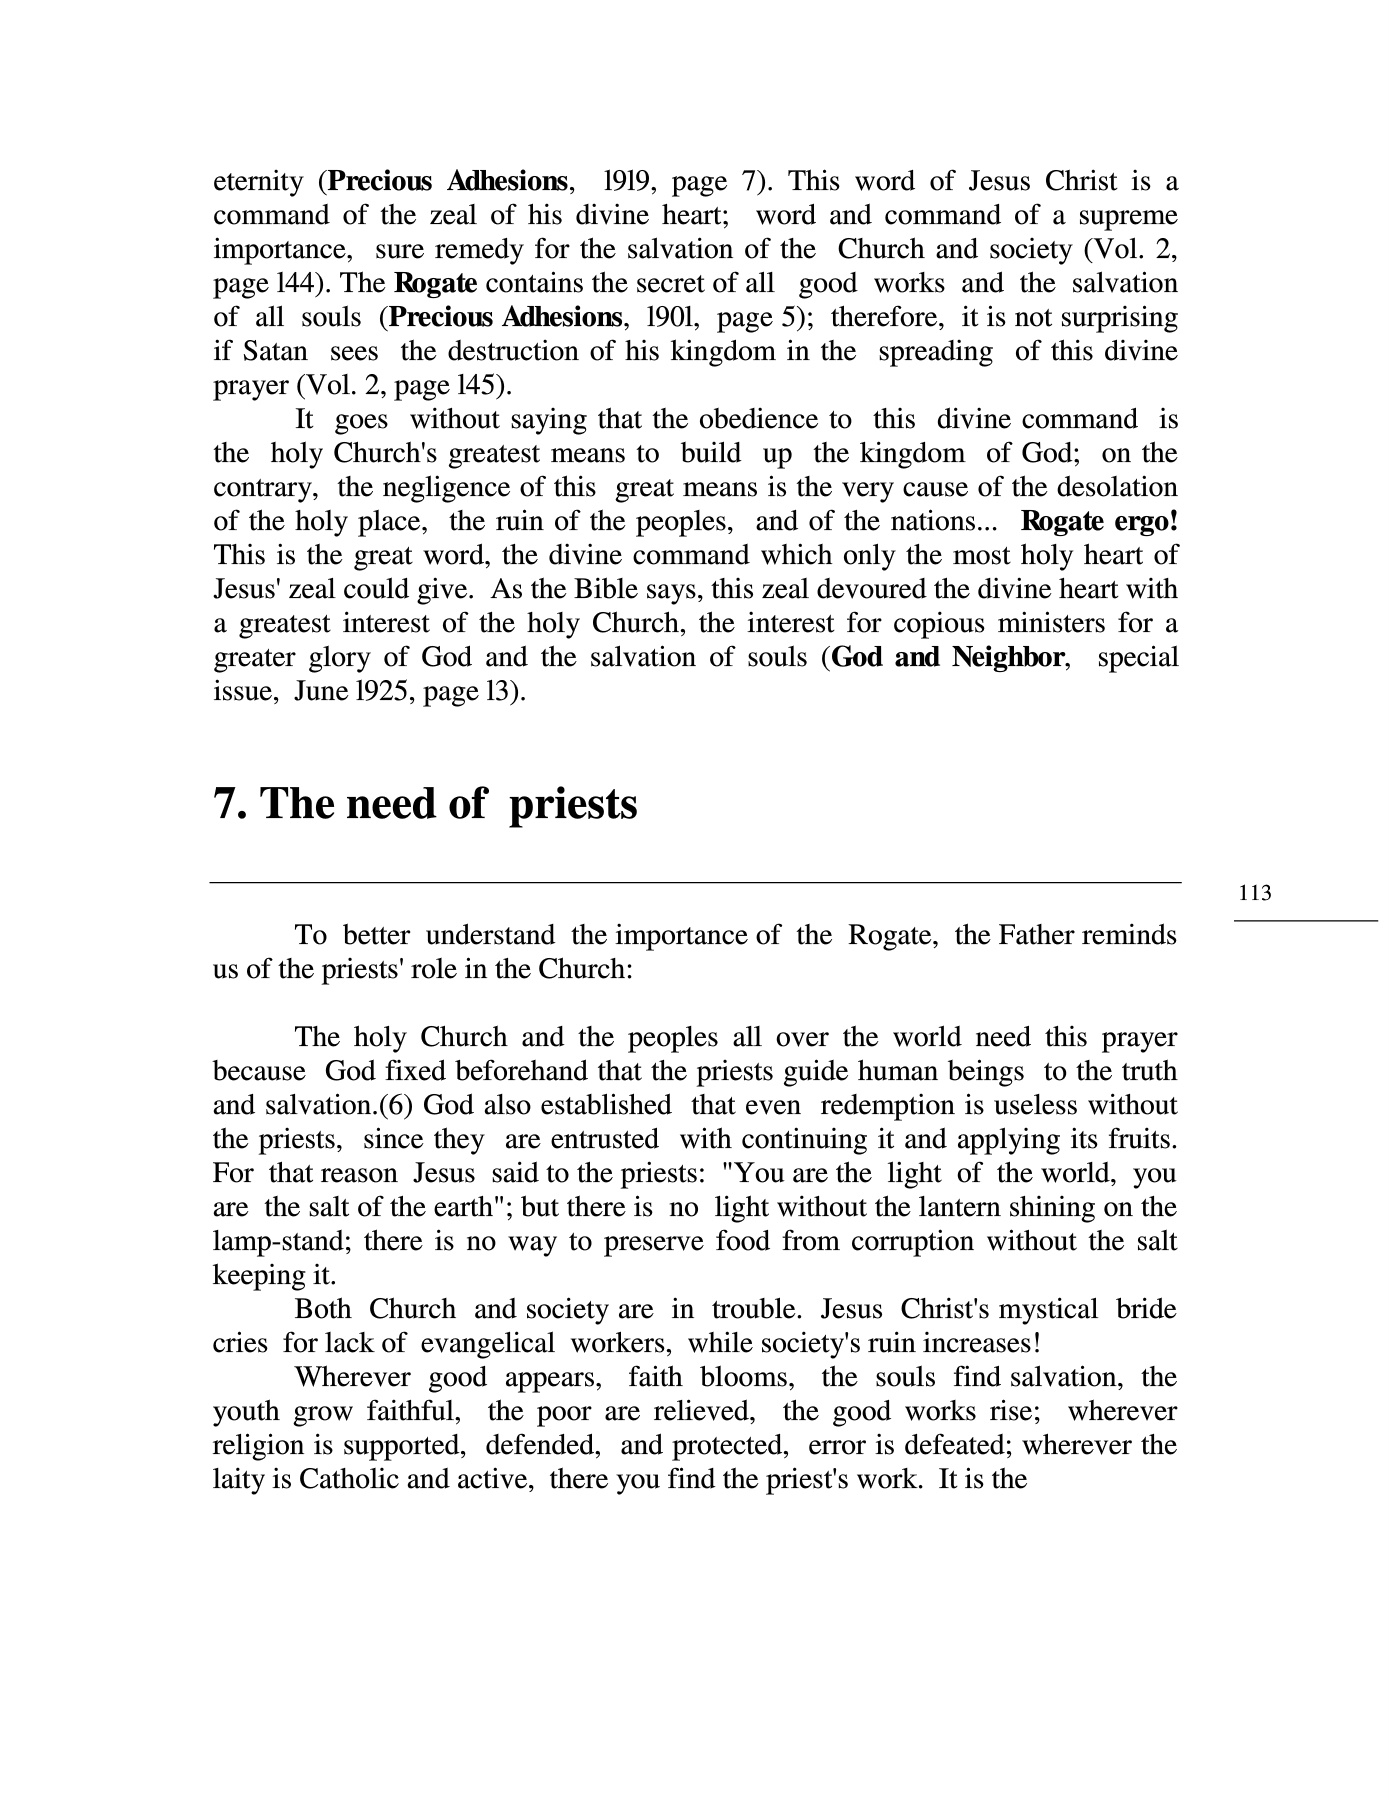 eternity (Precious Adhesions, 1919, page 7). This word of Jesus Christ is a
command of the zeal of his divine heart; word and command of a supreme
importance, sure remedy for the salvation of the Church and society (Vol. 2,
page 144). The Rogate contains the secret of all good works and the salvation
of all souls (Precious Adhesions, 1901, page 5); therefore, it is not surprising
if Satan sees the destruction of his kingdom in the spreading of this divine
prayer (Vol. 2, page 145).
It goes without saying that the obedience to this divine command is
the holy Church's greatest means to build up the kingdom of God; on the
contrary, the negligence of this great means is the very cause of the desolation
of the holy place, the ruin of the peoples, and of the nations... Rogate ergo!
This is the great word, the divine command which only the most holy heart of
Jesus' zeal could give. As the Bible says, this zeal devoured the divine heart with
a greatest interest of the holy Church, the interest for copious ministers for a
greater glory of God and the salvation of souls (God and Neighbor, special
issue, June 1925, page 13).
7. The need of priests
113
To better understand the importance of the Rogate, the Father reminds
us of the priests' role in the Church:
The holy Church and the peoples all over the world need this prayer
because God fixed beforehand that the priests guide human beings to the truth
and salvation.(6) God also established that even redemption is useless without
the priests, since they are entrusted with continuing it and applying its fruits.
For that reason Jesus said to the priests: "You are the light of the world, you
are the salt of the earth"; but there is no light without the lantern shining on the
lamp-stand; there is no way to preserve food from corruption without the salt
keeping it.
Both Church and society are in trouble. Jesus Christ's mystical bride
cries for lack of evangelical workers, while society's ruin increases!
Wherever good appears, faith blooms, the souls find salvation, the
youth grow faithful, the poor are relieved, the good works rise; wherever
religion is supported, defended, and protected, error is defeated; wherever the
laity is Catholic and active, there you find the priest's work. It is the